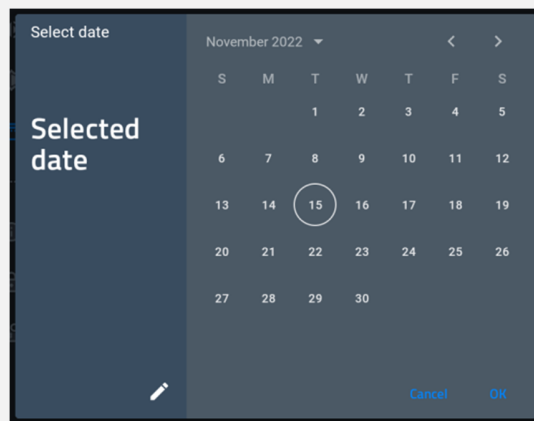 Select date
Selected
date
November 2022
S M T W T F S
1 2 3 4 5
6 7 8 9 10 11 12
13 14 15 16 17 18 19
20 21 22 23 24 25 26
27 28 29 30
Cancel OK